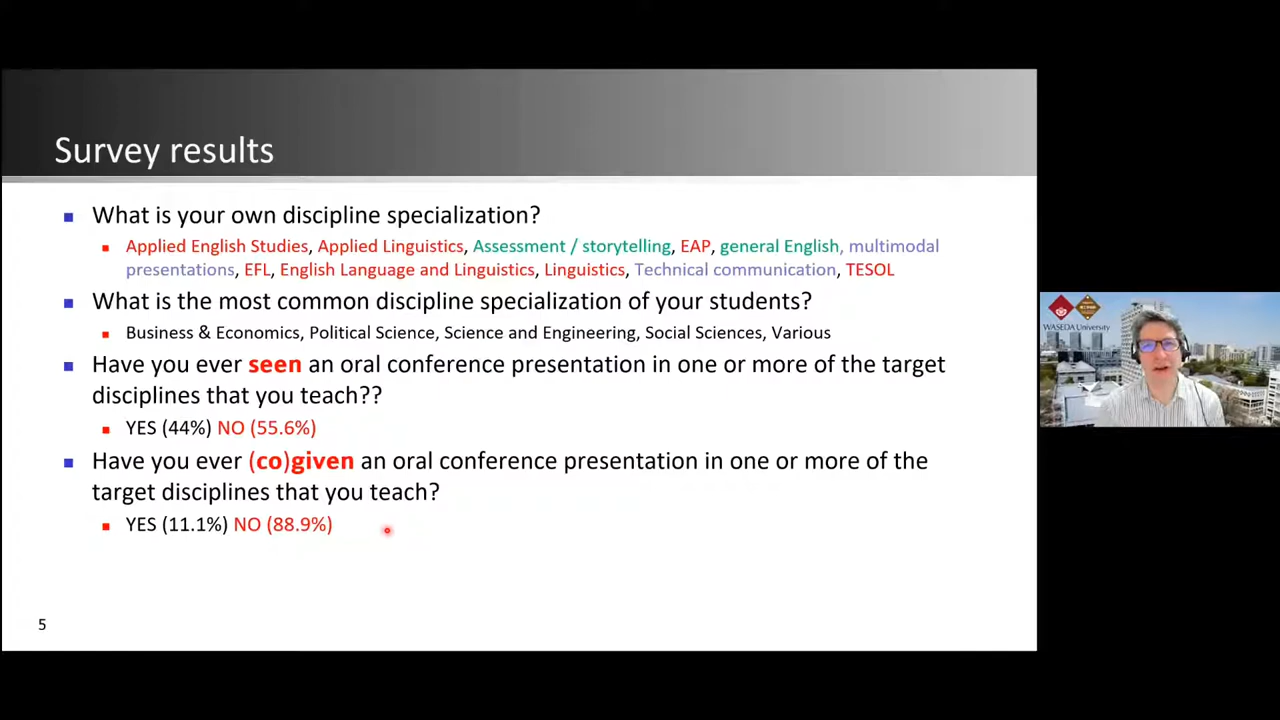 Survey results
What is your own discipline specialization?
Applied English Studies, Applied Linguistics, Assessment / storytelling, EAP, general English, multimodal
presentations, EFL, English Language and Linguistics, Linguistics, Technical communication, TESOL
What is the most common discipline specialization of your students?
Business & Economics, Political Science, Science and Engineering, Social Sciences, Various
Have you ever seen an oral conference presentation in one or more of the target
disciplines that you teach??
YES (44%) NO (55.6%)
Have you ever (co)given an oral conference presentation in one or more of the
target disciplines that you teach?
YES (11.1%) NO (88.9%)
5
WASEDA University